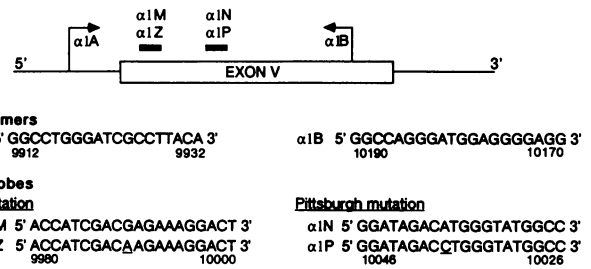 α1M α1N
α1Z α1P
α1A α1B
5' EXON V 3'
mers
5' GGCCTGGGATCGCCTTACA 3' α1B 5' GGCCAGGGATGGAGGGGAGG 3'
9912 9932 10190 10170
obes
tation Pittsburgh mutation
M 5' ACCATCGACGAGAAAGGACT 3' α1N 5' GGATAGACATGGGTATGGCC 3'
Z 5' ACCATCGACAAGAAAGGACT 3' α1P 5' GGATAGACCTGGGTATGGCC 3'
9980 10000 10046 10026